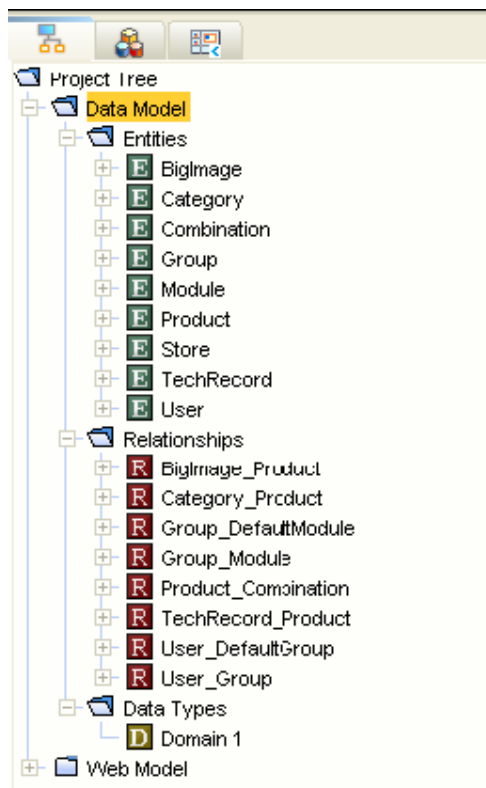 Project Tree
Data Model
Entities
E BigImage
E Category
E Combination
E Group
E Module
E Product
E Store
E TechRecord
E User
Relationships
R BigImage_Product
R Category_Product
R Group_DefaultModule
R Group_Module
R Product_Combination
R TechRecord_Product
R User_DefaultGroup
R User_Group
Data Types
D Domain 1
Web Model